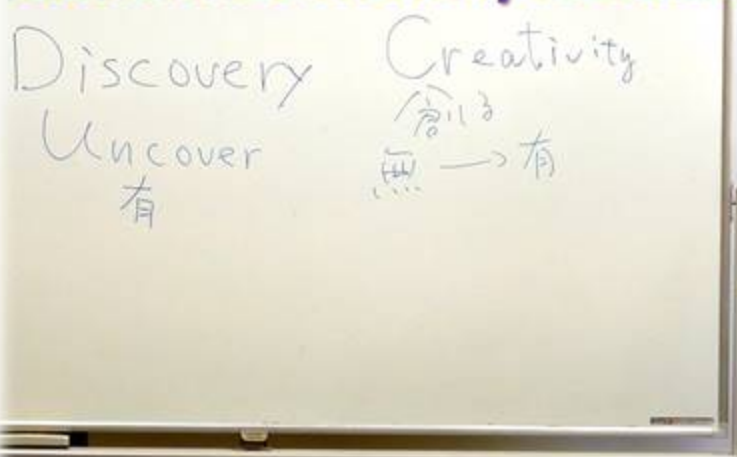 Discovery
Uncover
有
Creativity
創る
無→有